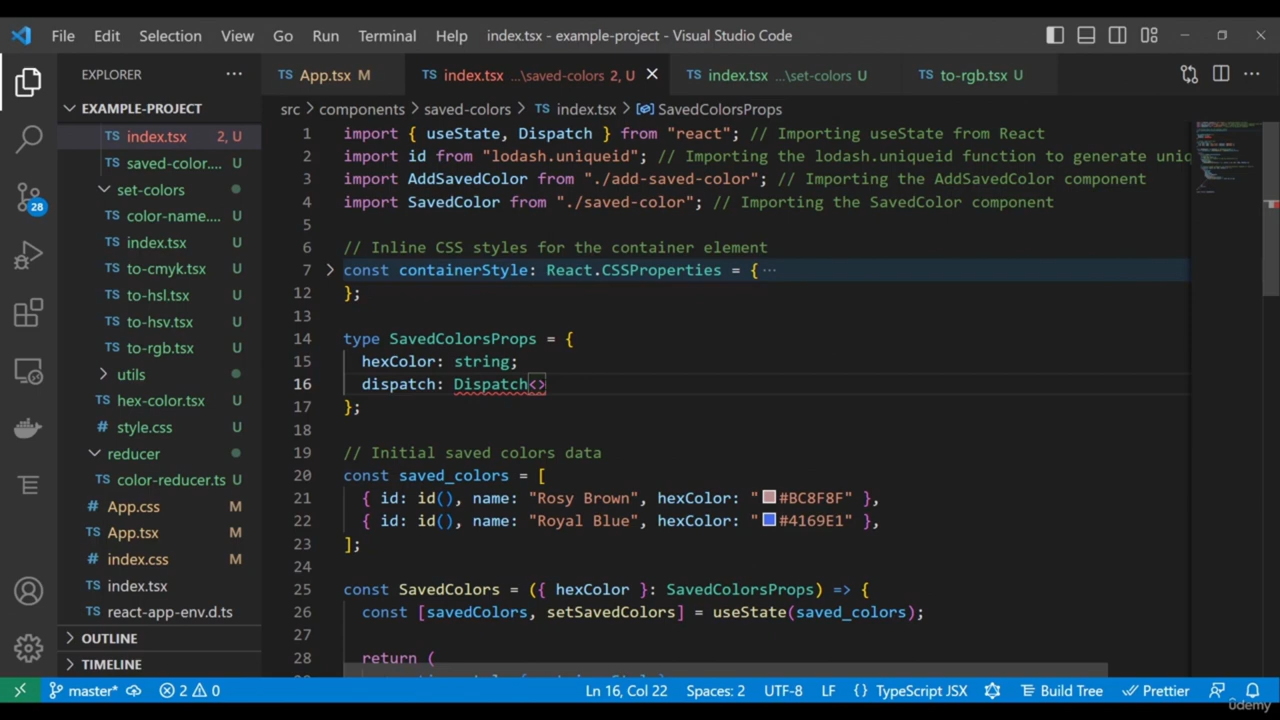 File Edit Selection View Go Run Terminal Help index.tsx - example-project - Visual Studio Code
EXPLORER
App.tsx M
index.tsx ...\saved-colors 2, U
index.tsx ...\set-colors U
to-rgb.tsx U
EXAMPLE-PROJECT
TS index.tsx 2, U
TS saved-color.... U
set-colors
TS color-name.... U
TS index.tsx U
TS to-cmyk.tsx U
TS to-hsl.tsx U
TS to-hsv.tsx U
TS to-rgb.tsx U
utils
TS hex-color.tsx U
# style.css U
reducer
TS color-reducer.ts U
# App.css M
TS App.tsx M
# index.css M
TS index.tsx
TS react-app-env.d.ts
OUTLINE
TIMELINE
28
src > components > saved-colors > TS index.tsx > SavedColorsProps
1 import { useState, Dispatch } from "react"; // Importing useState from React
2 import id from "lodash.uniqueid"; // Importing the lodash.uniqueid function to generate uniq
3 import AddSavedColor from "./add-saved-color"; // Importing the AddSavedColor component
4 import SavedColor from "./saved-color"; // Importing the SavedColor component
5
6 // Inline CSS styles for the container element
7 const containerStyle: React.CSSProperties = { ···
12 };
13
14 type SavedColorsProps = {
15 hexColor: string;
16 dispatch: Dispatch<>
17 };
18
19 // Initial saved colors data
20 const saved_colors = [
21 { id: id(), name: "Rosy Brown", hexColor: "#BC8F8F" },
22 { id: id(), name: "Royal Blue", hexColor: "#4169E1" },
23 ];
24
25 const SavedColors = ({ hexColor }: SavedColorsProps) => {
26 const [savedColors, setSavedColors] = useState(saved_colors);
27
28 return (
master* 2 0 Ln 16, Col 22 Spaces: 2 UTF-8 LF {} TypeScript JSX Build Tree Prettier
ûdemy